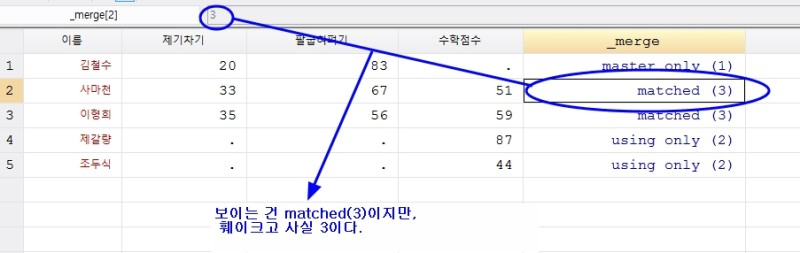 _merge[2] 3
이름 제기차기 팔굽혀펴기 수학점수 _merge
1 김철수 20 83 . master only (1)
2 사마천 33 67 51 matched (3)
3 이형희 35 56 59 matched (3)
4 제갈량 . . 87 using only (2)
5 조두식 . . 44 using only (2)
보이는 건 matched(3)이지만,
훼이크고 사실 3이다.